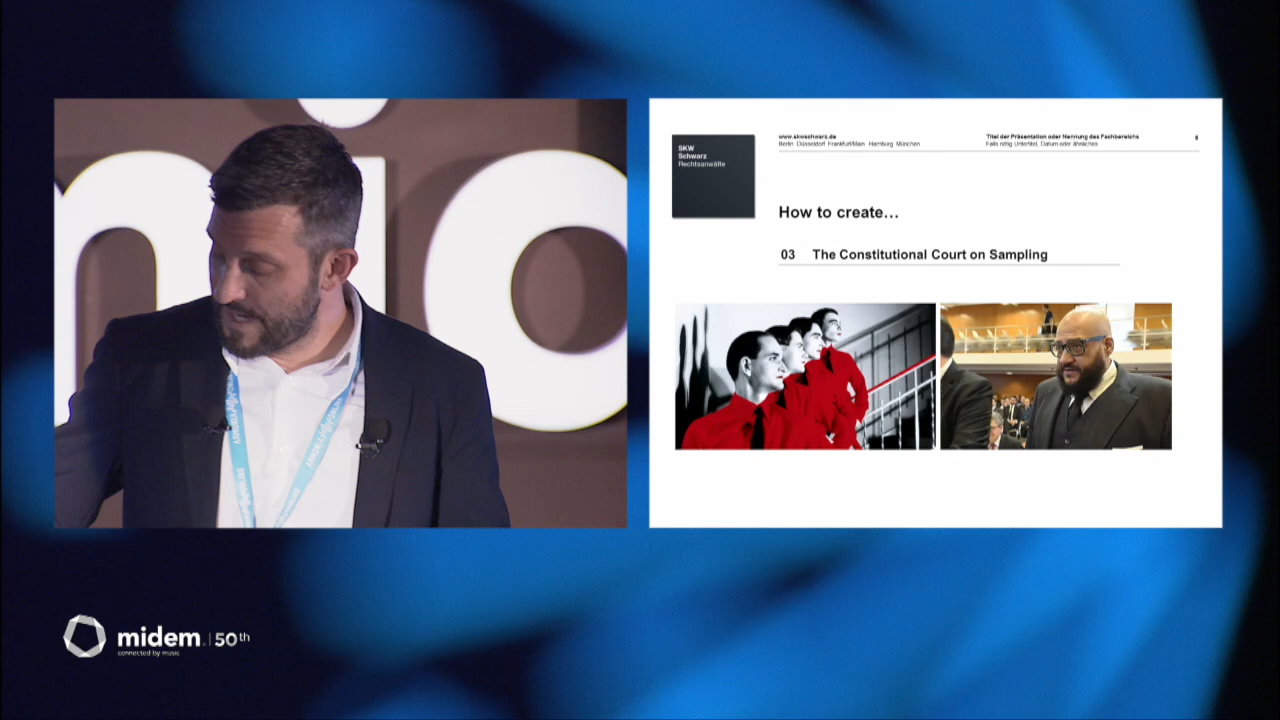 SKW
Schwarz
Rechtsanwälte
www.skwschwarz.de
Berlin Düsseldorf Frankfurt/Main Hamburg München
Titel der Präsentation oder Nennung des Fachbereichs
Falls nötig Untertitel, Datum oder ähnliches
6
How to create…
03 The Constitutional Court on Sampling
nio
midem. | 50th
connected by music